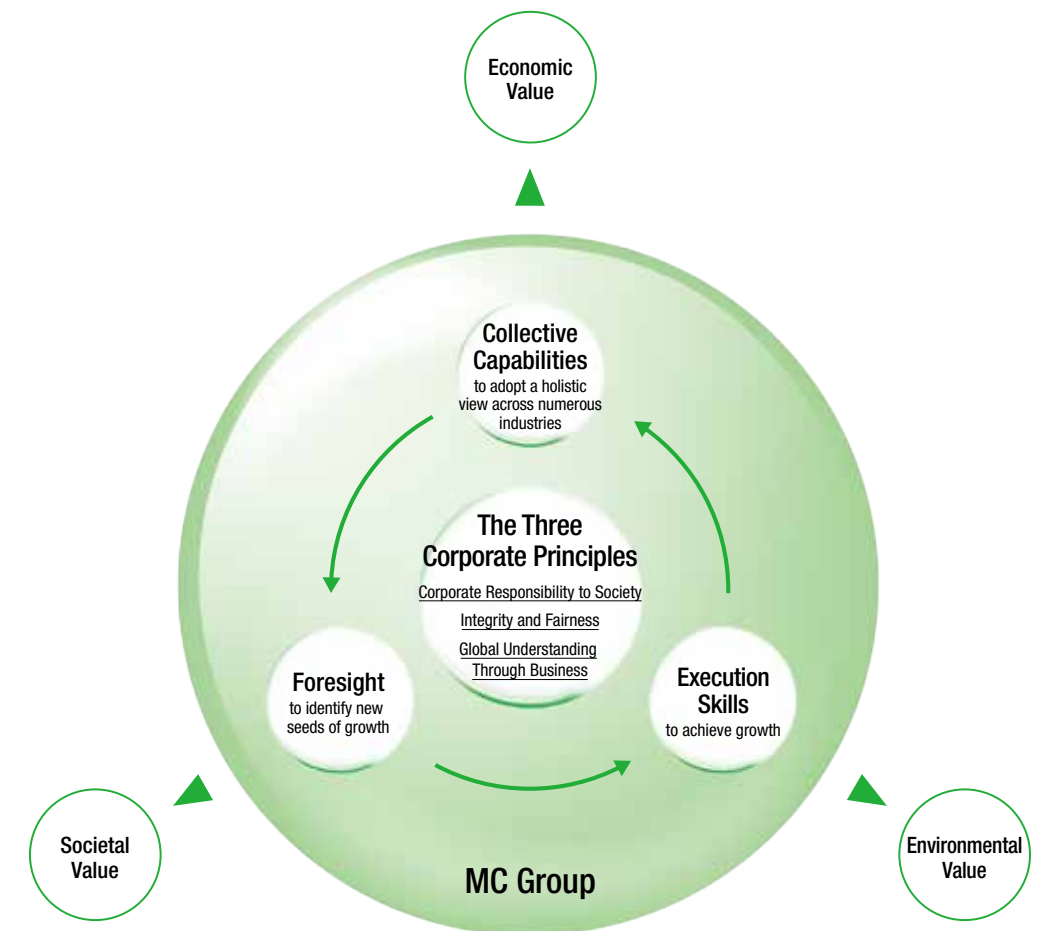 Economic
Value
Collective
Capabilities
to adopt a holistic
view across numerous
industries
The Three
Corporate Principles
Corporate Responsibility to Society
Integrity and Fairness
Global Understanding
Through Business
Foresight
to identify new
seeds of growth
Execution
Skills
to achieve growth
Societal
Value
Environmental
Value
MC Group